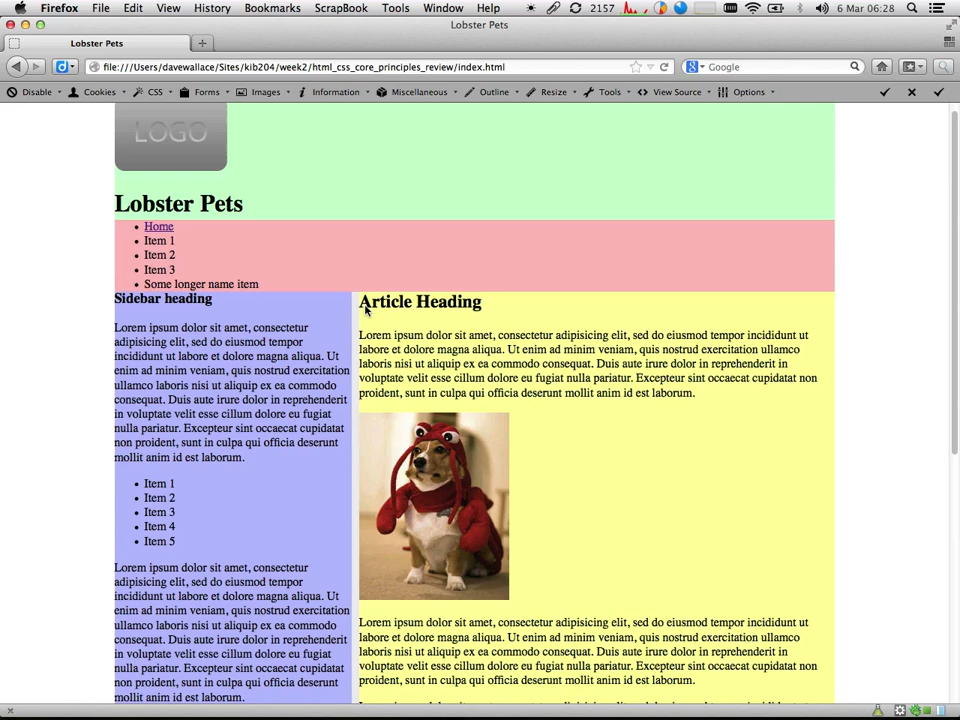 Firefox File Edit View History Bookmarks ScrapBook Tools Window Help 2157 6 Mar 06:28
Lobster Pets
Lobster Pets
file:///Users/davewallace/Sites/kib204/week2/html_css_core_principles_review/index.html Google
Disable Cookies CSS Forms Images Information Miscellaneous Outline Resize Tools View Source Options
LOGO
Lobster Pets
Home
Item 1
Item 2
Item 3
Some longer name item
Sidebar heading
Lorem ipsum dolor sit amet, consectetur
adipisicing elit, sed do eiusmod tempor
incididunt ut labore et dolore magna aliqua. Ut
enim ad minim veniam, quis nostrud exercitation
ullamco laboris nisi ut aliquip ex ea commodo
consequat. Duis aute irure dolor in reprehenderit
in voluptate velit esse cillum dolore eu fugiat
nulla pariatur. Excepteur sint occaecat cupidatat
non proident, sunt in culpa qui officia deserunt
mollit anim id est laborum.
Item 1
Item 2
Item 3
Item 4
Item 5
Lorem ipsum dolor sit amet, consectetur
adipisicing elit, sed do eiusmod tempor
incididunt ut labore et dolore magna aliqua. Ut
enim ad minim veniam, quis nostrud exercitation
ullamco laboris nisi ut aliquip ex ea commodo
consequat. Duis aute irure dolor in reprehenderit
in voluptate velit esse cillum dolore eu fugiat
nulla pariatur. Excepteur sint occaecat cupidatat
non proident, sunt in culpa qui officia deserunt
mollit anim id est laborum.
Article Heading
Lorem ipsum dolor sit amet, consectetur adipisicing elit, sed do eiusmod tempor incididunt ut
labore et dolore magna aliqua. Ut enim ad minim veniam, quis nostrud exercitation ullamco
laboris nisi ut aliquip ex ea commodo consequat. Duis aute irure dolor in reprehenderit in
voluptate velit esse cillum dolore eu fugiat nulla pariatur. Excepteur sint occaecat cupidatat non
proident, sunt in culpa qui officia deserunt mollit anim id est laborum.
Lorem ipsum dolor sit amet, consectetur adipisicing elit, sed do eiusmod tempor incididunt ut
labore et dolore magna aliqua. Ut enim ad minim veniam, quis nostrud exercitation ullamco
laboris nisi ut aliquip ex ea commodo consequat. Duis aute irure dolor in reprehenderit in
voluptate velit esse cillum dolore eu fugiat nulla pariatur. Excepteur sint occaecat cupidatat non
proident, sunt in culpa qui officia deserunt mollit anim id est laborum.